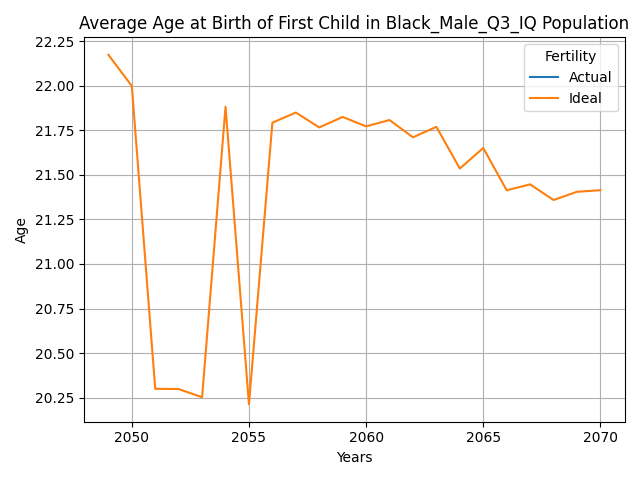 Average Age at Birth of First Child in Black_Male_Q3_IQ Population
22.25
22.00
21.75
21.50
21.25
21.00
20.75
20.50
20.25
Age
Fertility
Actual
Ideal
2050
2055
2060
2065
2070
Years